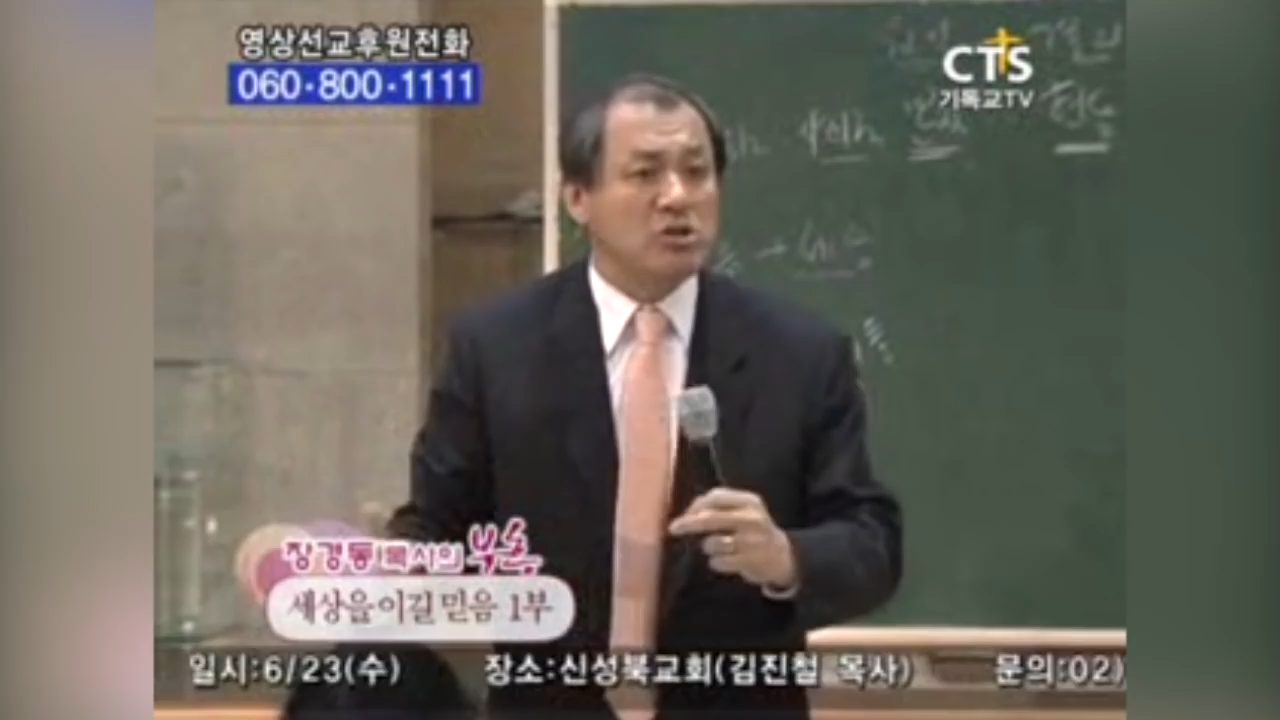 영상선교후원전화
060·800·1111
CTS
기독교TV
장경동 목사의 부흥
세상을 이길 믿음 1부
일시:6/23(수) 장소:신성북교회(김진철 목사) 문의:02)